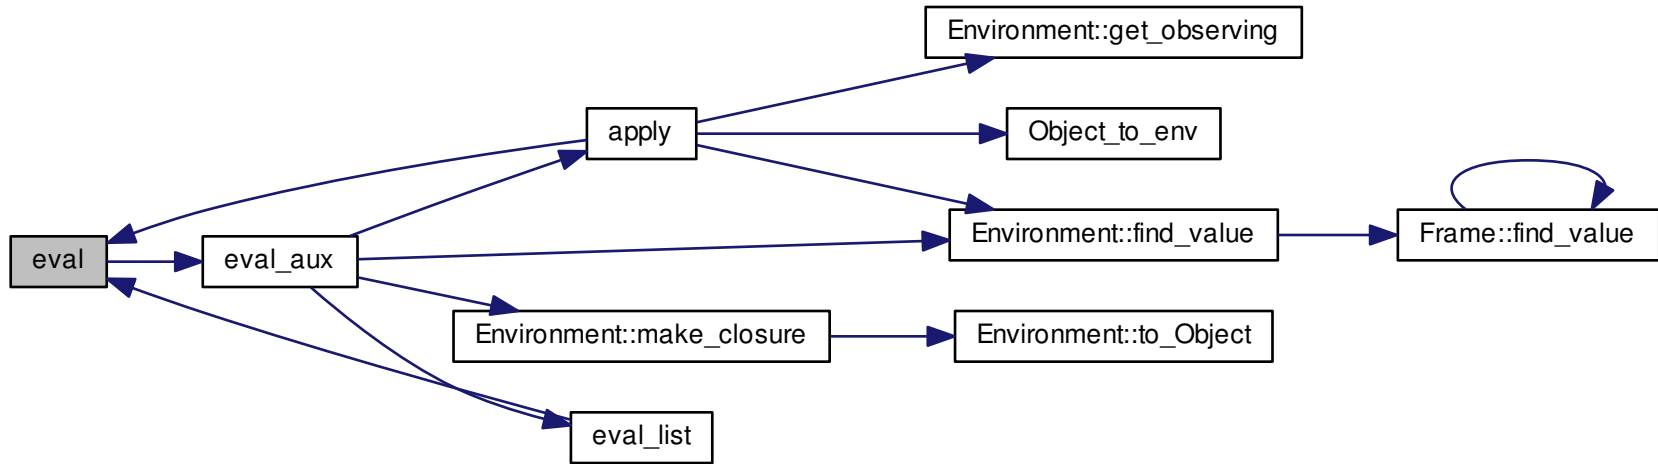 Environment::get_observing
apply
Object_to_env
Environment::find_value
Frame::find_value
eval
eval_aux
Environment::make_closure
Environment::to_Object
eval_list